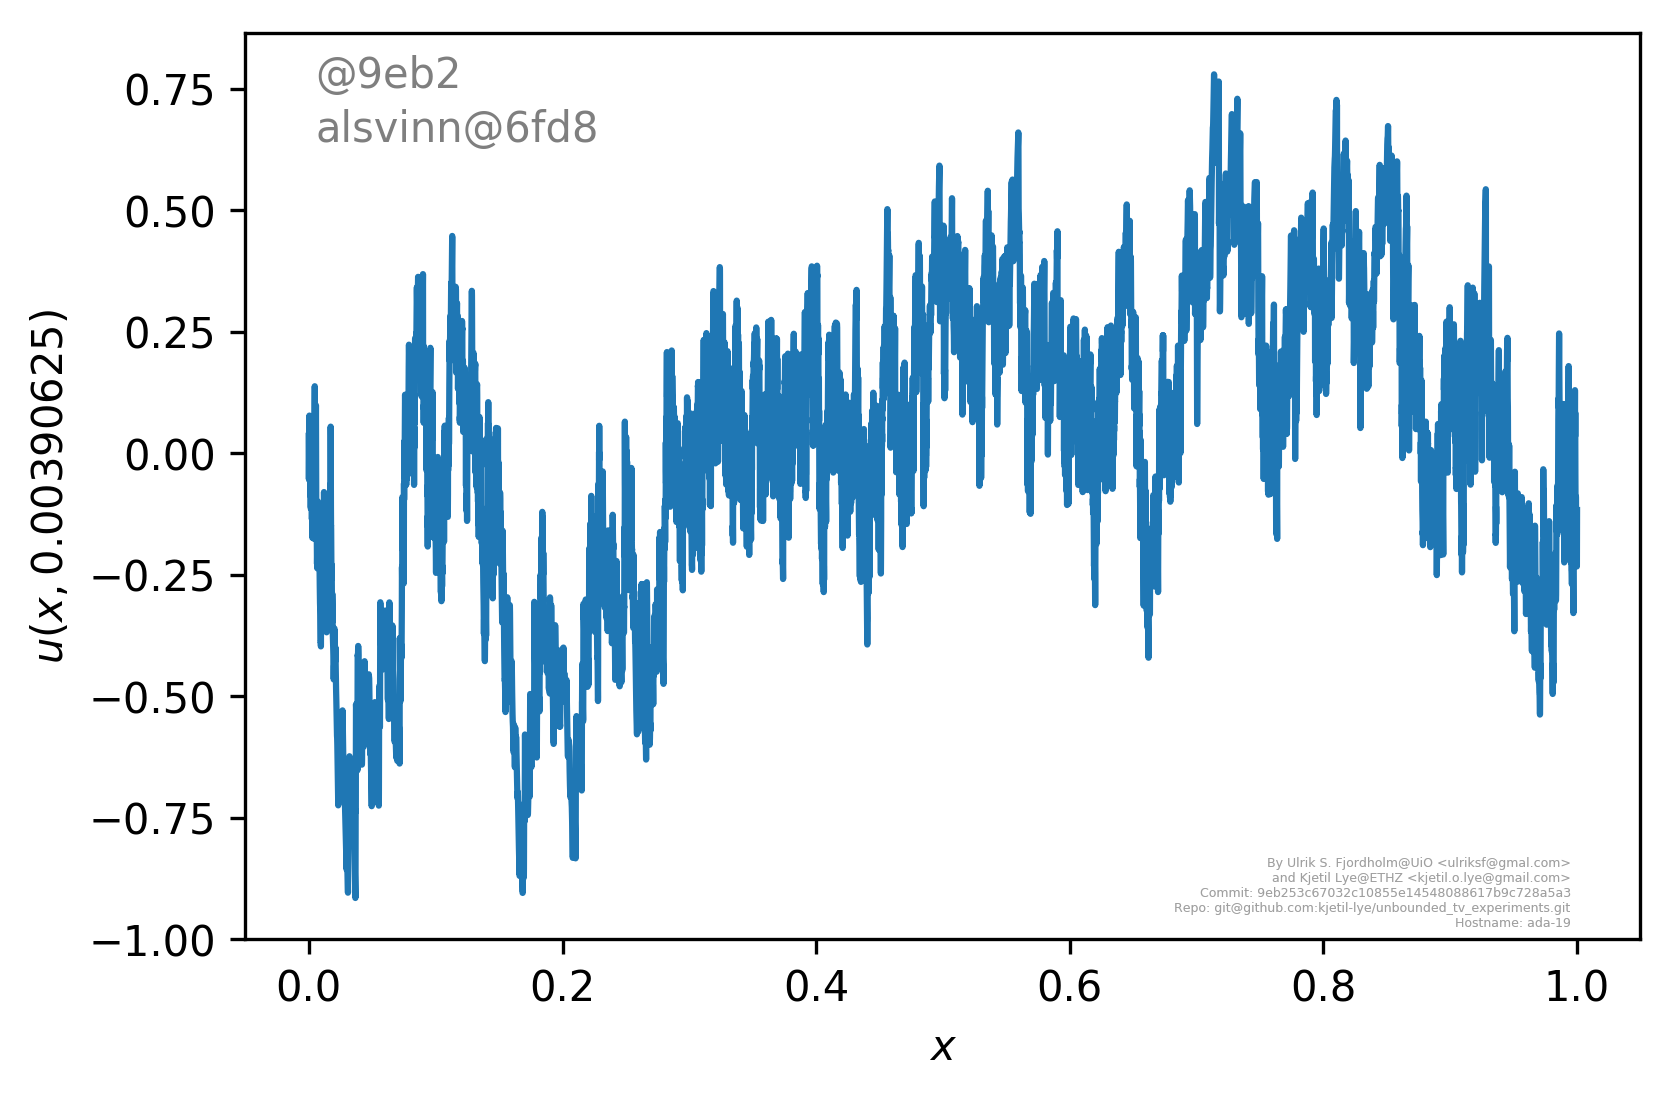 @9eb2
alsvinn@6fd8
0.75
0.50
0.25
0.00
−0.25
−0.50
−0.75
−1.00
u(x, 0.00390625)
0.0 0.2 0.4 0.6 0.8 1.0
x
By Ulrik S. Fjordholm@UiO <ulriksf@gmal.com>
and Kjetil Lye@ETHZ <kjetil.o.lye@gmail.com>
Commit: 9eb253c67032c10855e14548088617b9c728a5a3
Repo: git@github.com:kjetil-lye/unbounded_tv_experiments.git
Hostname: ada-19